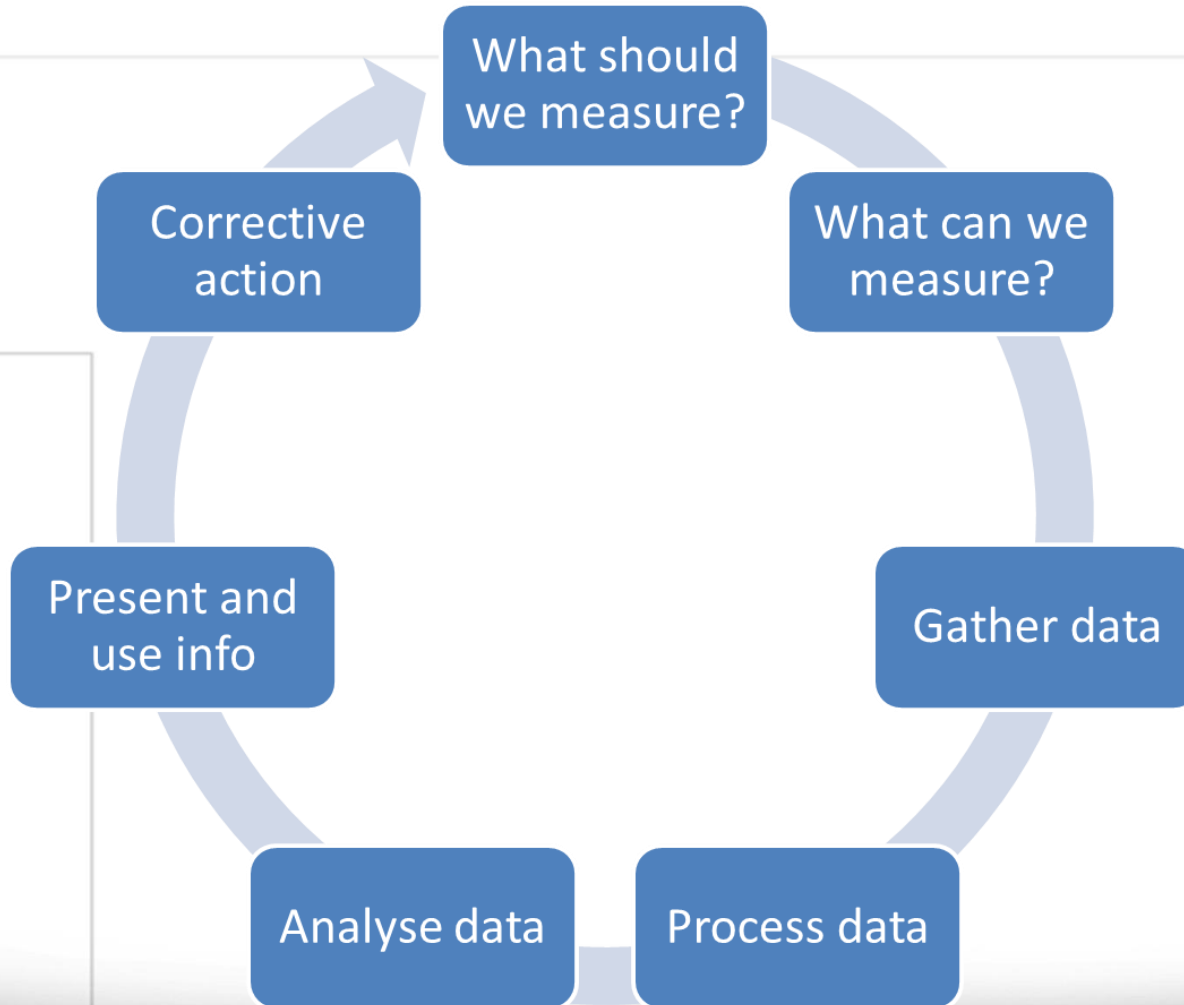 What should
we measure?
What can we
measure?
Gather data
Process data
Analyse data
Present and
use info
Corrective
action